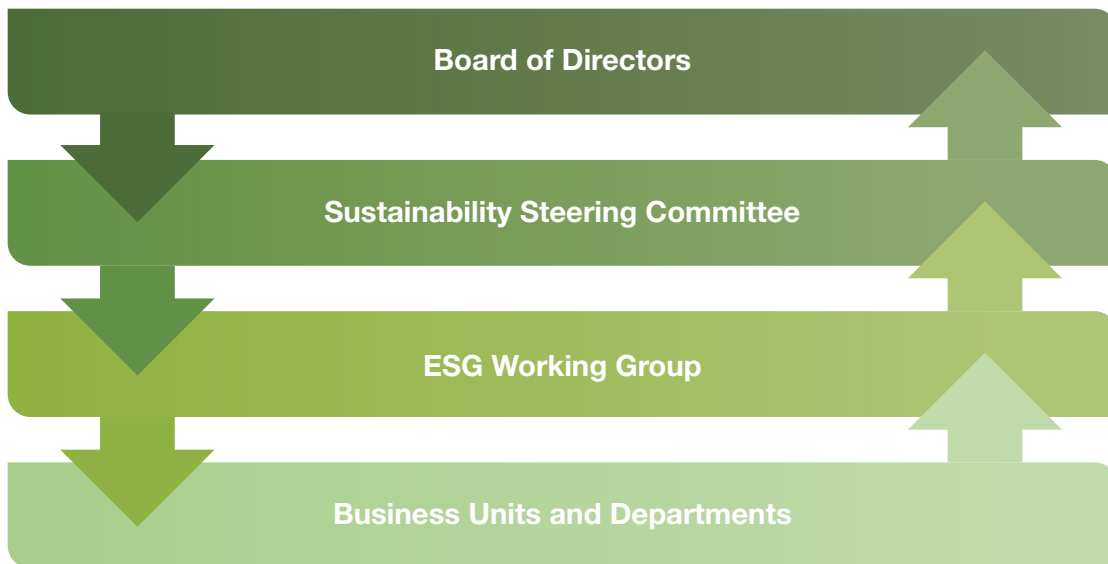 Board of Directors
Sustainability Steering Committee
ESG Working Group
Business Units and Departments